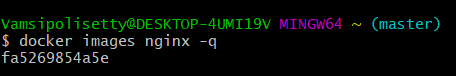 Vamsipolisetty@DESKTOP-4UMI19V MINGW64 ~ (master)
$ docker images nginx -q
fa5269854a5e